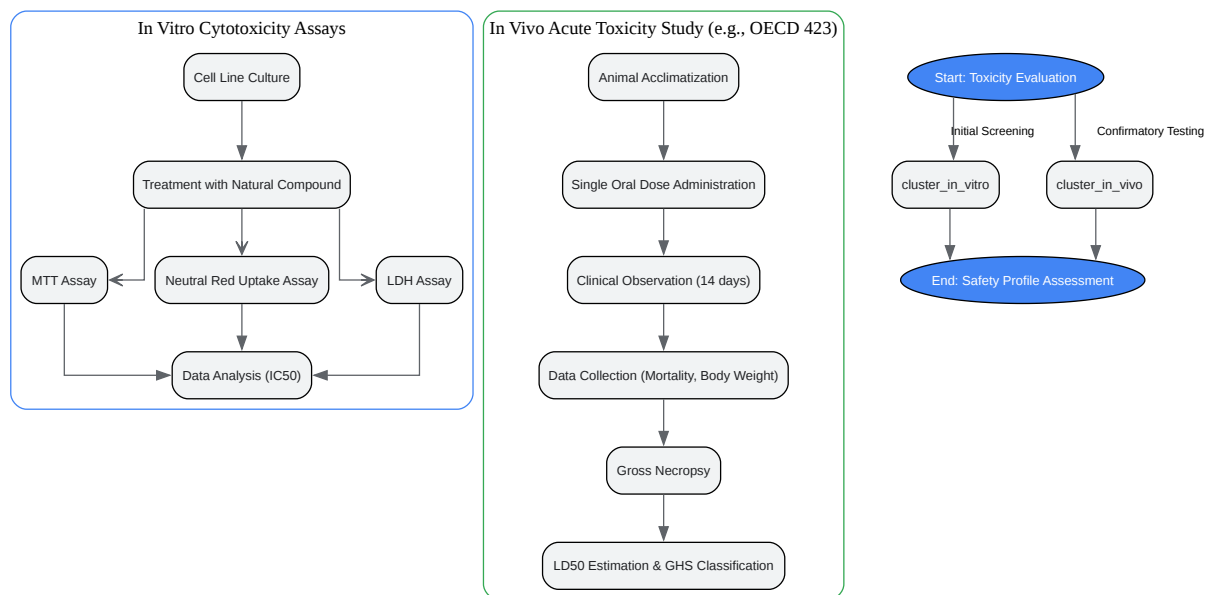 In Vitro Cytotoxicity Assays
Cell Line Culture
Treatment with Natural Compound
MTT Assay
Neutral Red Uptake Assay
LDH Assay
Data Analysis (IC50)
In Vivo Acute Toxicity Study (e.g., OECD 423)
Animal Acclimatization
Single Oral Dose Administration
Clinical Observation (14 days)
Data Collection (Mortality, Body Weight)
Gross Necropsy
LD50 Estimation & GHS Classification
Start: Toxicity Evaluation
Initial Screening
Confirmatory Testing
cluster_in_vitro
cluster_in_vivo
End: Safety Profile Assessment